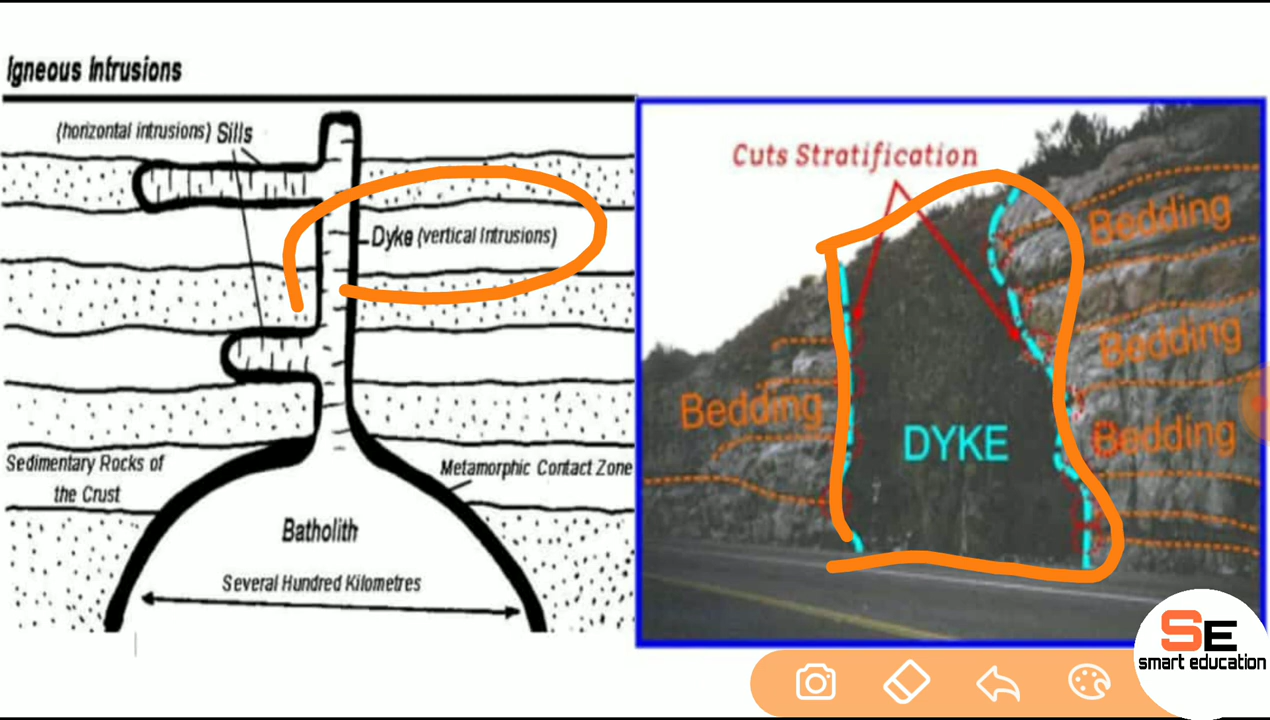 Igneous Intrusions
(horizontal intrusions) Sills
Dyke (vertical Intrusions)
Sedimentary Rocks of
the Crust
Metamorphic Contact Zone
Batholith
Several Hundred Kilometres
Cuts Stratification
Bedding
Bedding
Bedding
DYKE
Bedding
SE
smart education